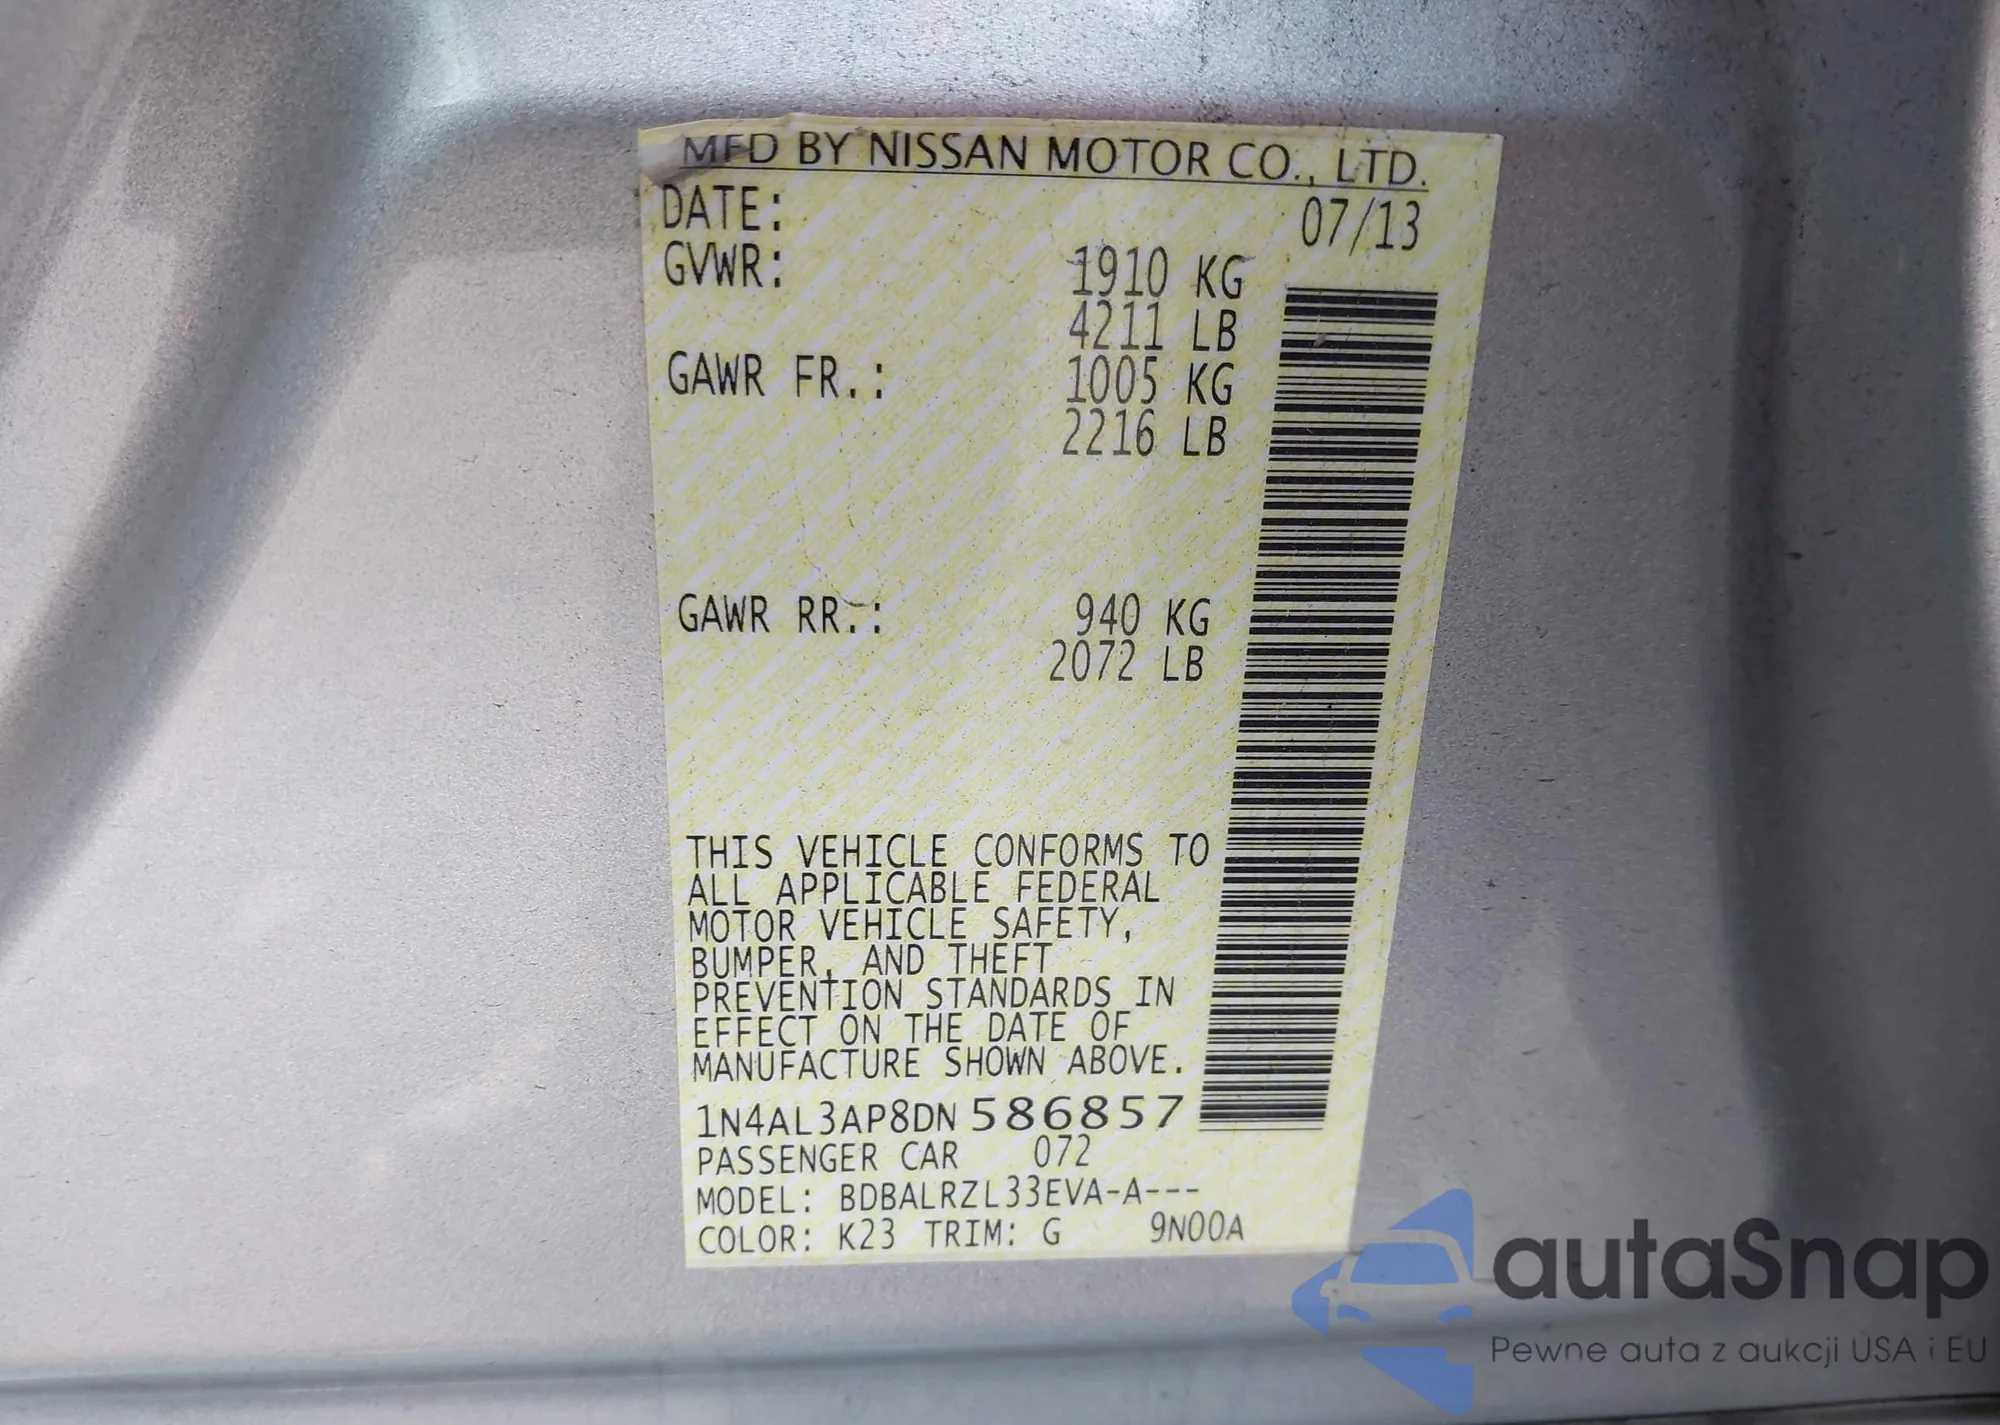 MFD BY NISSAN MOTOR CO., LTD.
DATE: 07/13
GVWR: 1910 KG
4211 LB
GAWR FR.: 1005 KG
2216 LB
GAWR RR.: 940 KG
2072 LB
THIS VEHICLE CONFORMS TO
ALL APPLICABLE FEDERAL
MOTOR VEHICLE SAFETY,
BUMPER, AND THEFT
PREVENTION STANDARDS IN
EFFECT ON THE DATE OF
MANUFACTURE SHOWN ABOVE.
1N4AL3AP8DN586857
PASSENGER CAR 072
MODEL: BDBALRZL33EVA-A---
COLOR: K23 TRIM: G 9N00A
autaSnap
Pewne auta z aukcji USA i EU